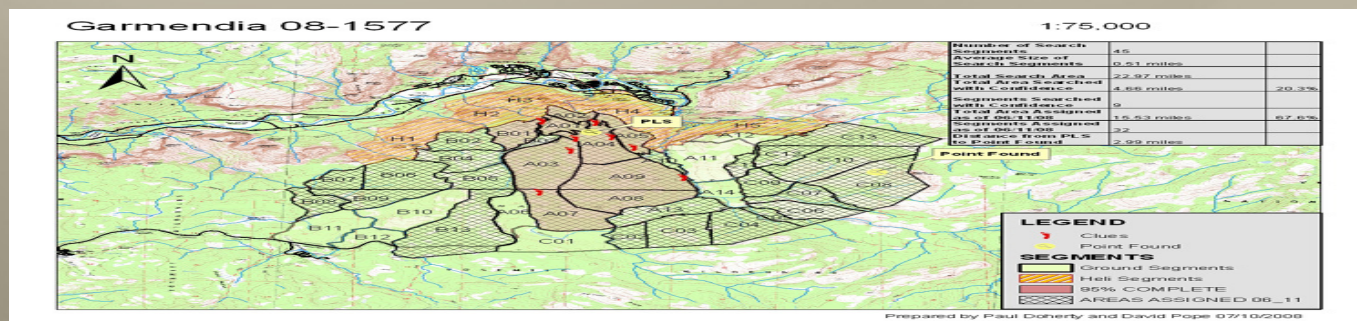 Garmendia 08-1577
1:75,000
N
Number of Search Segments 45
Average Size of Search Segments 0.51 miles
Total Search Area 22.97 miles
Total Area Searched with Confidence 4.66 miles 20.3%
Segments Searched with Confidence 9
Total Area Assigned as of 06/11/08 15.53 miles 67.6%
Segments Assigned as of 06/11/08 32
Distance from PLS to Point Found 2.99 miles
PLS
Point Found
H3
H2
H4
H1
A05
A12
B01
B02
A04
A03
A11
B04
B05
B06
B07
B08
B09
A09
A08
A14
C08
C07
C06
B10
A06
A07
A13
B11
B12
B13
C01
C03
C04
LEGEND
Clues
Point Found
SEGMENTS
Ground Segments
Heli Segments
95% COMPLETE
AREAS ASSIGNED 06_11
Prepared by Paul Doherty and David Pope 07/10/2008